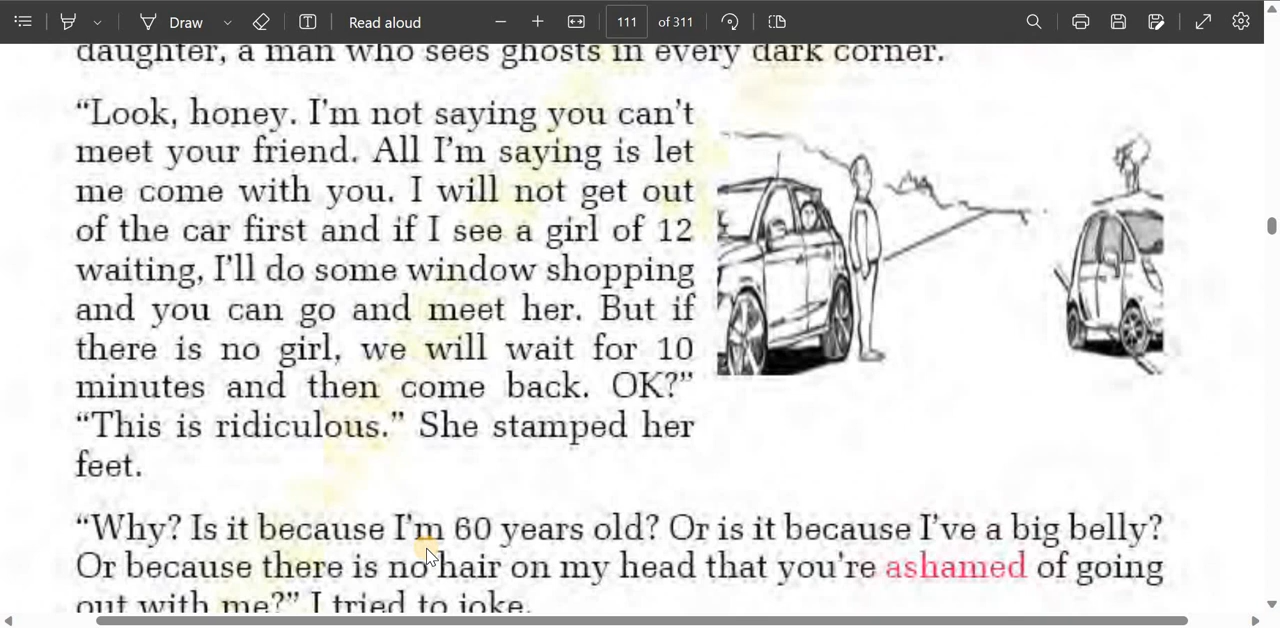 Draw
Read aloud
111 of 311
daughter, a man who sees ghosts in every dark corner.
“Look, honey. I’m not saying you can’t
meet your friend. All I’m saying is let
me come with you. I will not get out
of the car first and if I see a girl of 12
waiting, I’ll do some window shopping
and you can go and meet her. But if
there is no girl, we will wait for 10
minutes and then come back. OK?”
“This is ridiculous.” She stamped her
feet.
“Why? Is it because I’m 60 years old? Or is it because I’ve a big belly?
Or because there is no hair on my head that you’re ashamed of going
out with me?” I tried to joke.